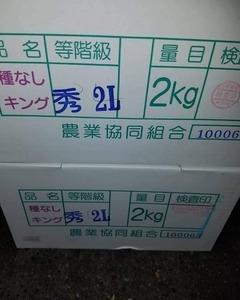 品名 等階級 量目 検
種なし
キング 秀 2L 2kg
農業協同組合 10006
品名 等階級 量目 検査印
種なし
キング 秀 2L 2kg
農業協同組合 10006